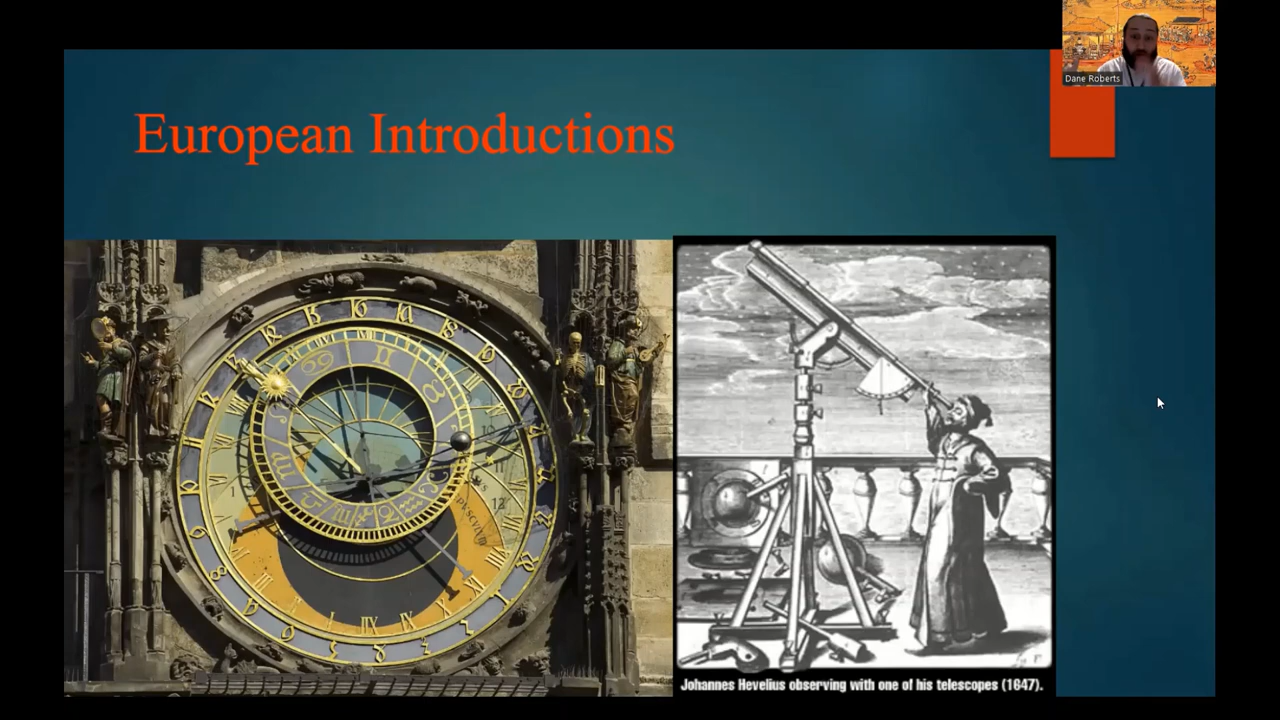 Dane Roberts
European Introductions
Johannes Hevelius observing with one of his telescopes (1647).